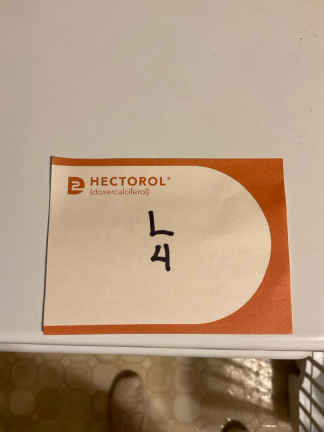 HECTOROL®
(doxercalciferol)
L
4